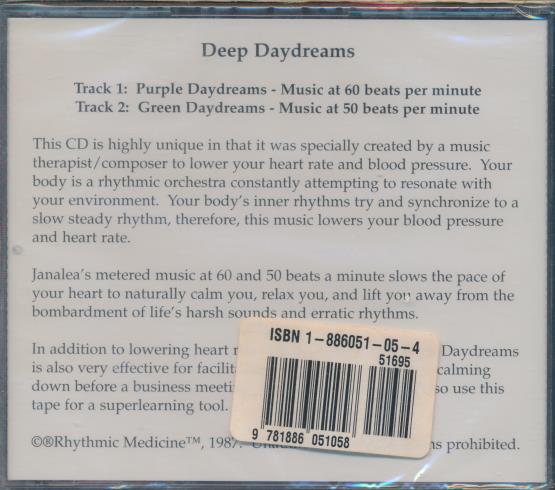 Deep Daydreams
Track 1: Purple Daydreams - Music at 60 beats per minute
Track 2: Green Daydreams - Music at 50 beats per minute
This CD is highly unique in that it was specially created by a music
therapist/composer to lower your heart rate and blood pressure. Your
body is a rhythmic orchestra constantly attempting to resonate with
your environment. Your body's inner rhythms try and synchronize to a
slow steady rhythm, therefore, this music lowers your blood pressure
and heart rate.
Janalea's metered music at 60 and 50 beats a minute slows the pace of
your heart to naturally calm you, relax you, and lift you away from the
bombardment of life's harsh sounds and erratic rhythms.
In addition to lowering heart Daydreams
is also very effective for calming
down before a business use this
tape for a superlearning tool.
©®Rhythmic Medicine™, 1987. prohibited.
ISBN 1-886051-05-4
51695
9 781886 051058